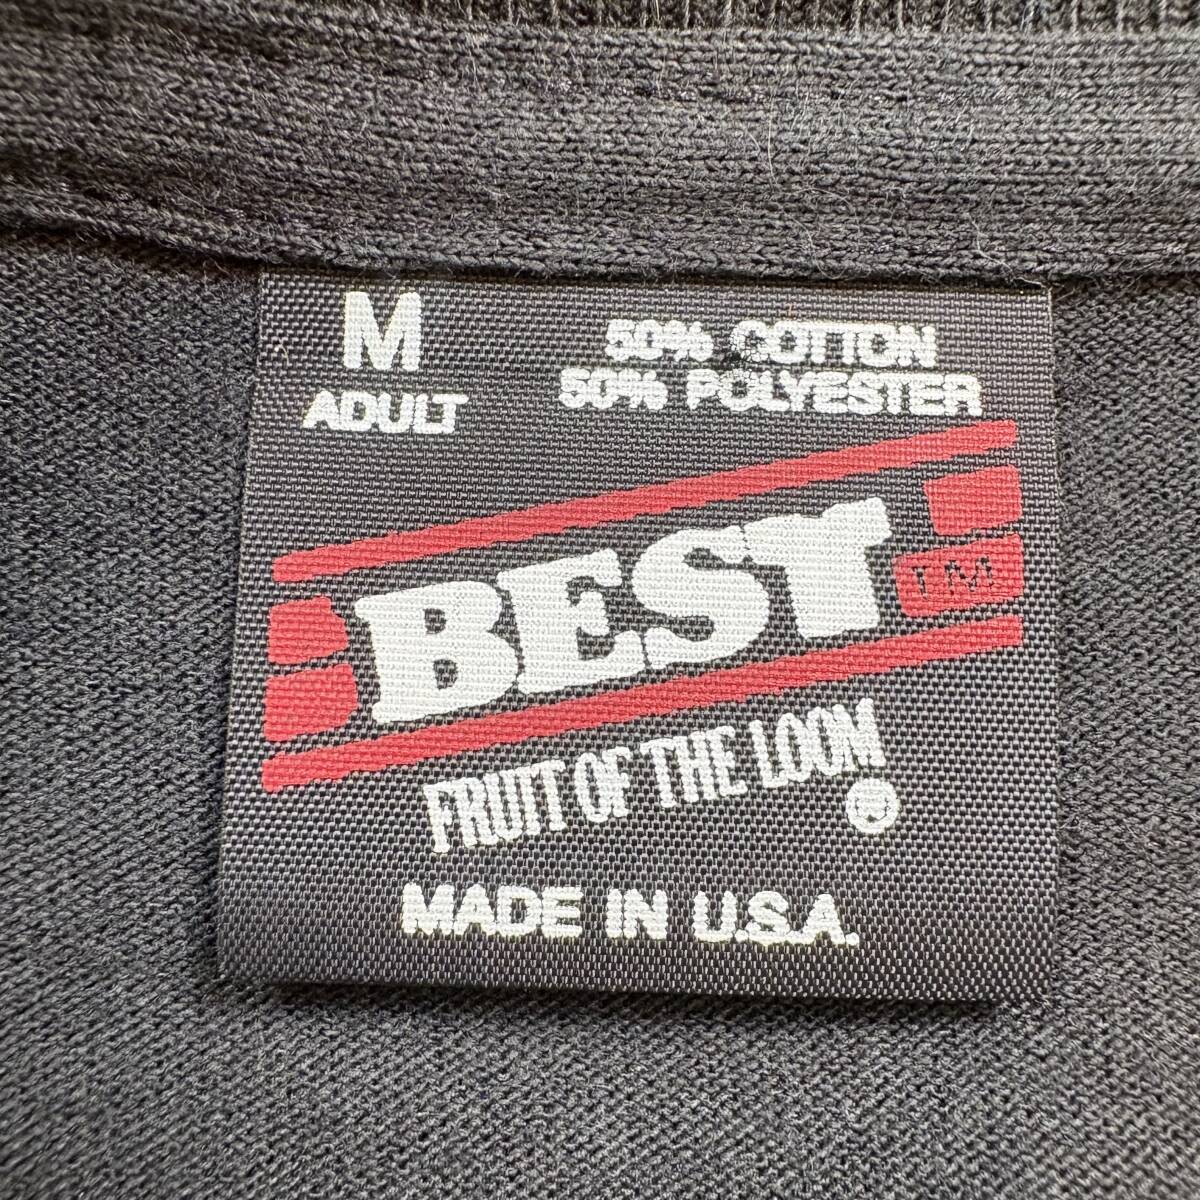 M
ADULT
50% COTTON
50% POLYESTER
BEST
TM
FRUIT OF THE LOOM
®
MADE IN U.S.A.